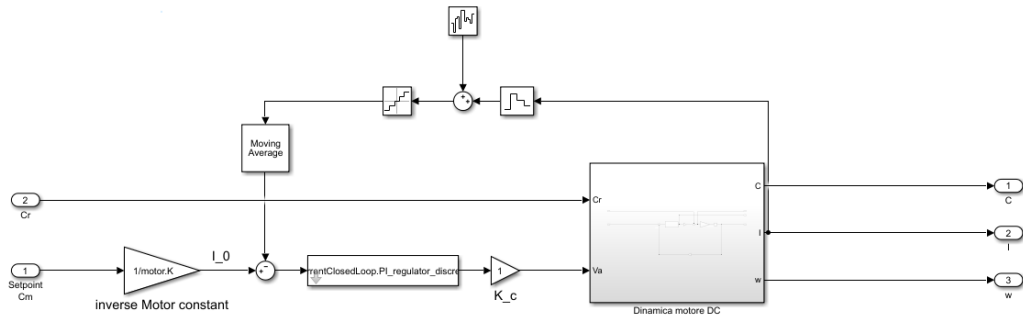 Moving
Average
2
Cr
C
1
C
Cr
1
Setpoint
Cm
1/motor.K
inverse Motor constant
I_0
+
-
rrentClosedLoop.PI_regulator_discre
1
K_c
Va
I
2
I
w
3
w
Dinamica motore DC
+
+